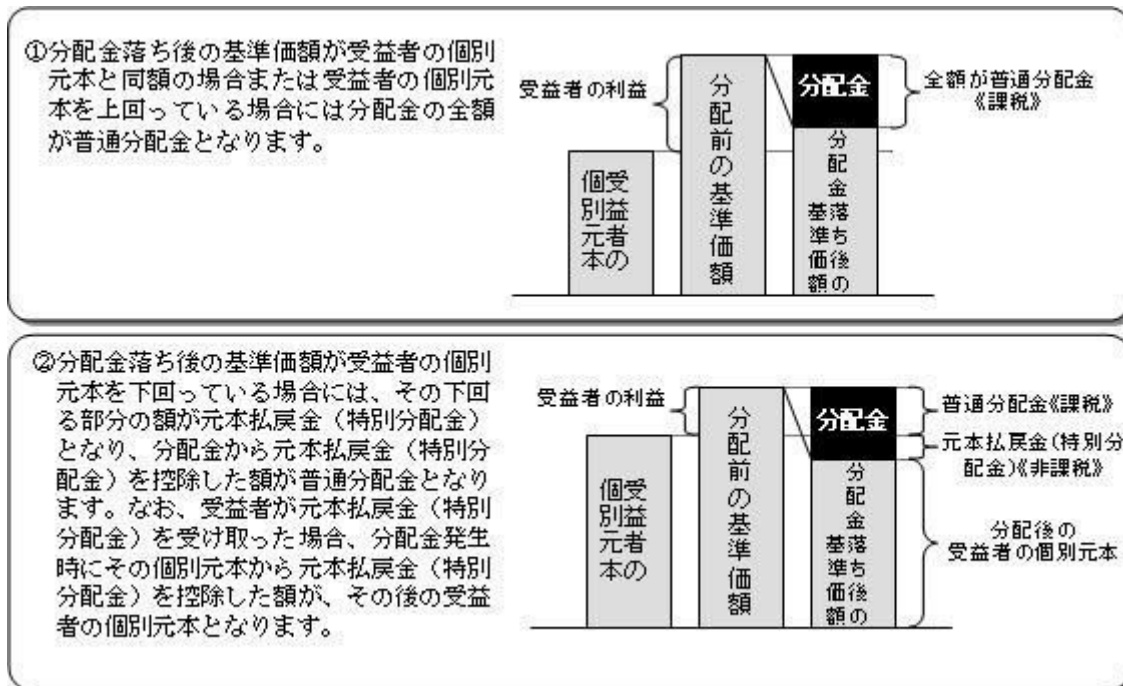 ①分配金落ち後の基準価額が受益者の個別
元本と同額の場合または受益者の個別元
本を上回っている場合には分配金の全額
が普通分配金となります。
受益者の利益
受益者の
個別元本
分配前の基準価額
分配金
分配金落ち後の
基準価額
全額が普通分配金
《課税》
②分配金落ち後の基準価額が受益者の個別
元本を下回っている場合には、その下回
る部分の額が元本払戻金（特別分配金）
となり、分配金から元本払戻金（特別分
配金）を控除した額が普通分配金となり
ます。なお、受益者が元本払戻金（特別
分配金）を受け取った場合、分配金発生
時にその個別元本から元本払戻金（特別
分配金）を控除した額が、その後の受益
者の個別元本となります。
受益者の利益
受益者の
個別元本
分配前の基準価額
分配金
分配金落ち後の
基準価額
普通分配金《課税》
元本払戻金（特別分
配金）《非課税》
分配後の
受益者の個別元本